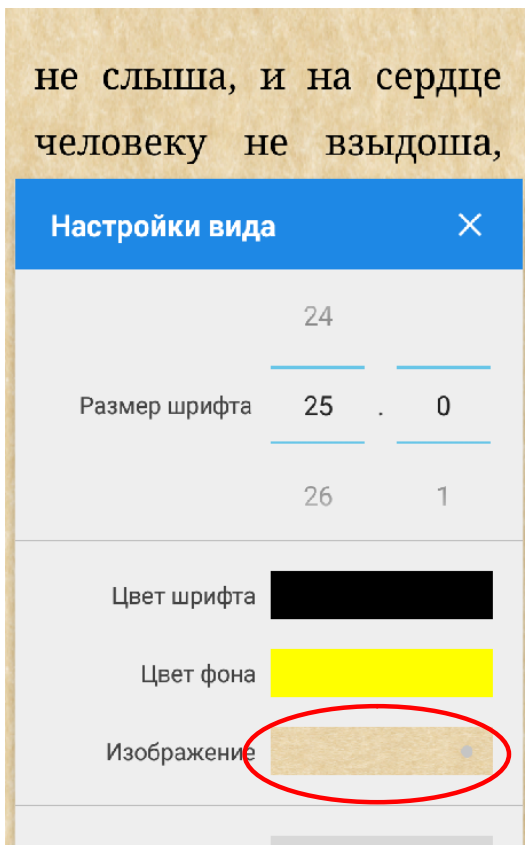 не слыша, и на сердце
человеку не взыдоша,
Настройки вида
24
Размер шрифта 25 . 0
26 1
Цвет шрифта
Цвет фона
Изображение